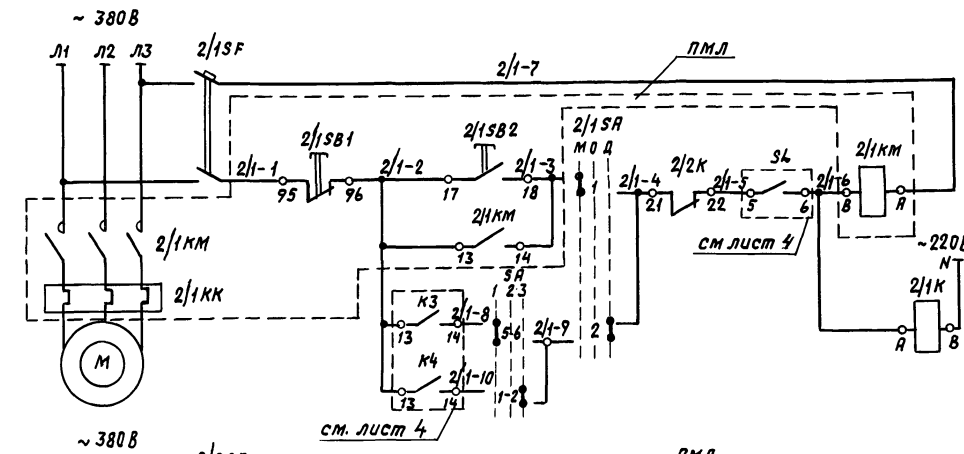 ~ 380В
Л1 Л2 Л3 2/1SF
ПМЛ
2/1-7
2/1SB1
2/1SB2
2/1SA
М О Д
2/1-1
95
96
2/1-2
17
18
2/1-3
1
2/1-4
21
2/2К
22
2/1-5
SL
5
6
2/1-6
В
2/1КМ
А
2/1КМ
13
14
см лист 4
~220В
N
2/1КМ
2/1КК
М
SA
1 2 3
К3
13
14
2/1-8
5-6
2/1-9
2
К4
13
14
2/1-10
1-2
2/1К
А
В
см. лист 4
~380В
ПМЛ